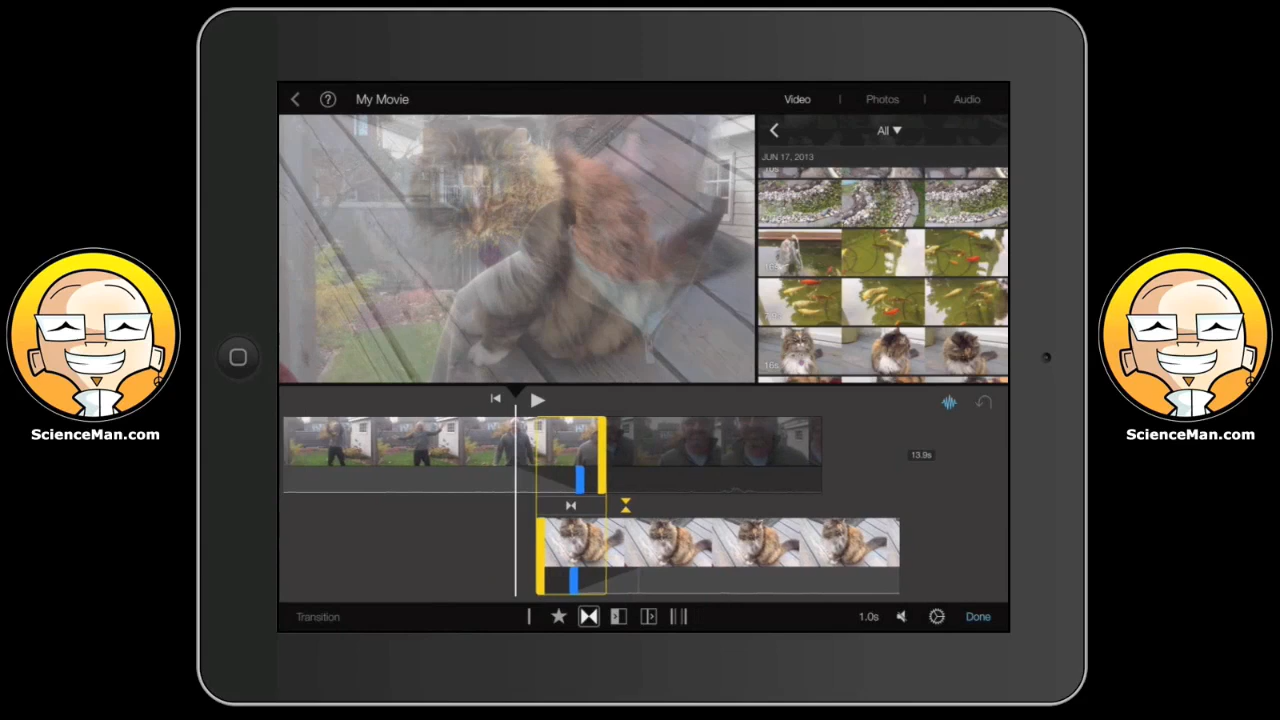 ? My Movie
Video | Photos | Audio
All ▼
JUN 17, 2013
16s
13.9s
Transition
1.0s
Done
ScienceMan.com
ScienceMan.com